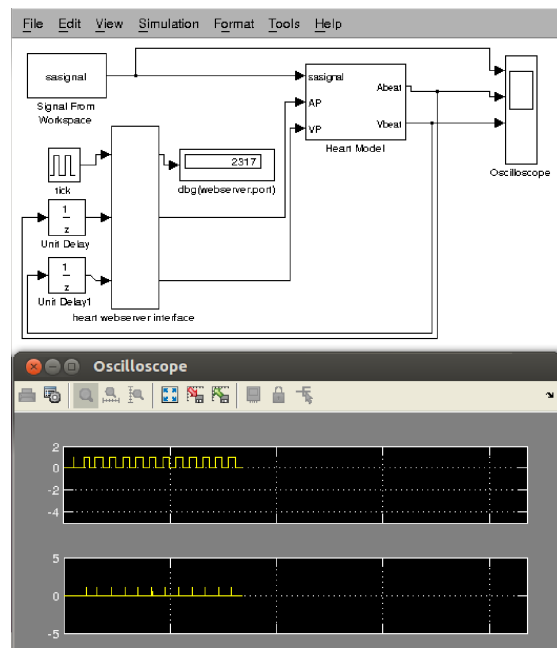 File Edit View Simulation Format Tools Help
sasignal
Signal From
Workspace
sasignal
AP
VP
Abeat
Vbeat
Heart Model
Oscilloscope
2317
dbg(webserver.port)
tick
1
z
Unit Delay
1
z
Unit Delay1
heart webserver interface
Oscilloscope
2
0
-2
-4
5
0
-5